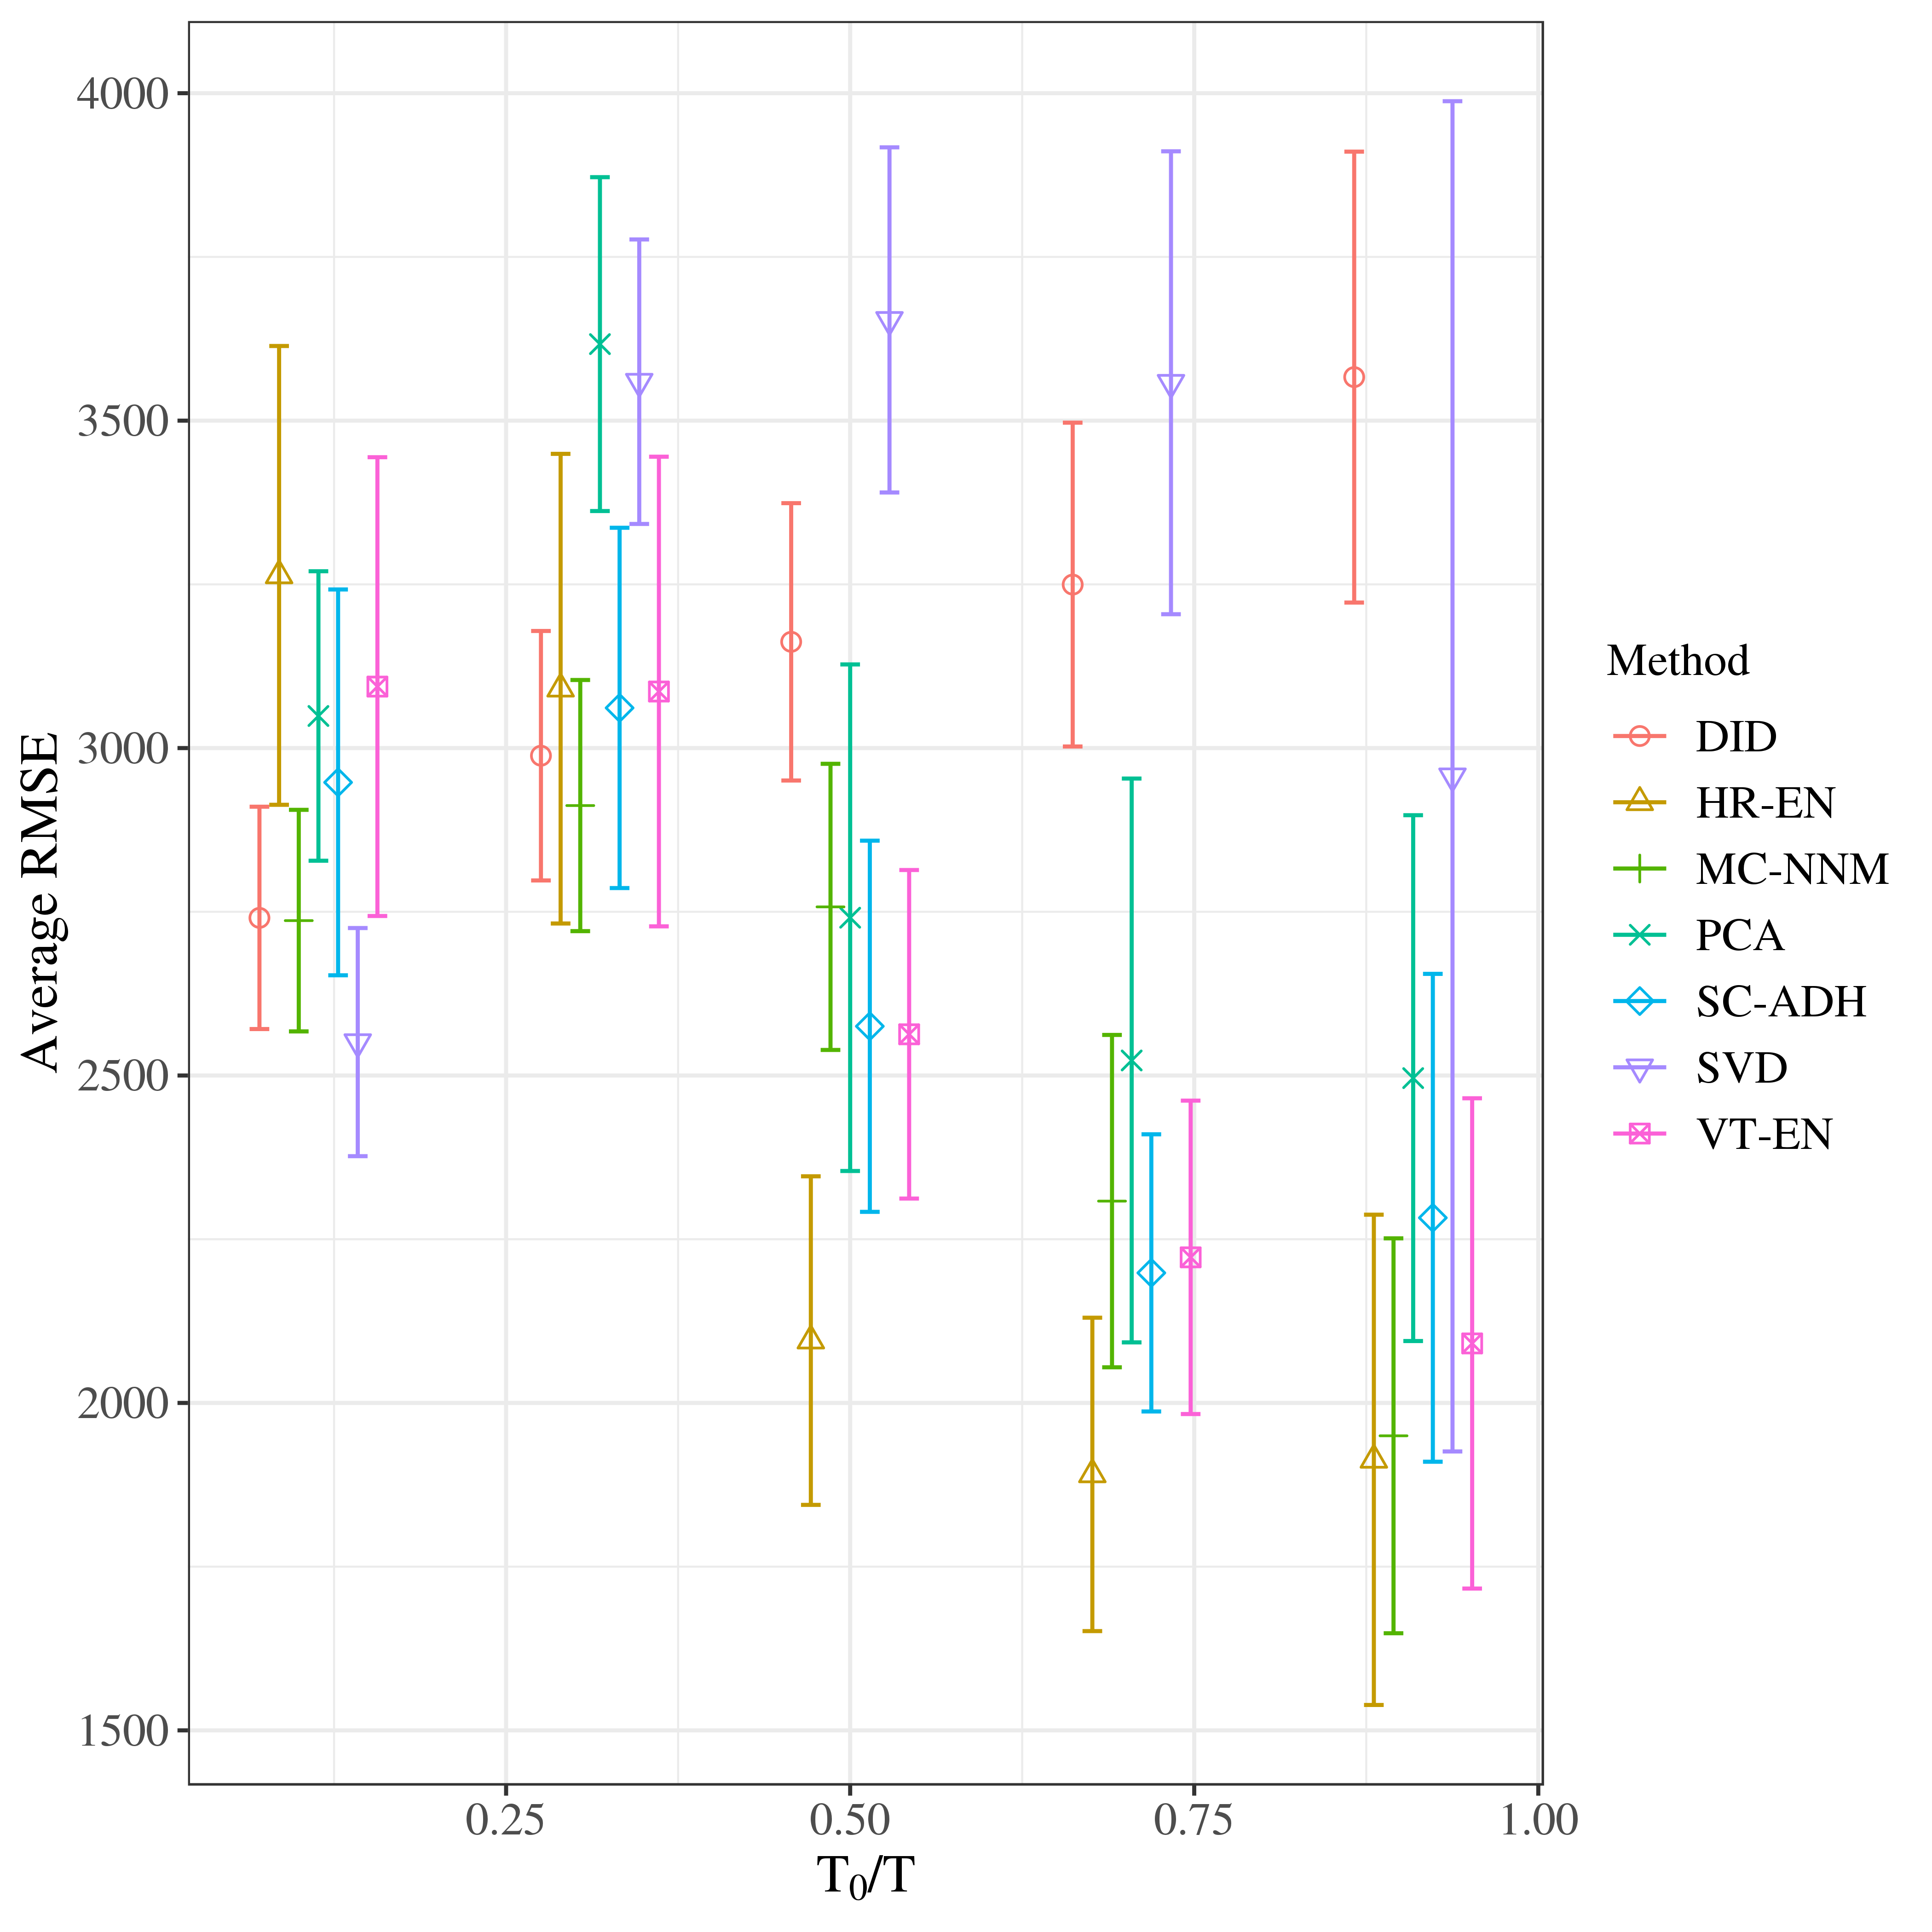 4000
3500
3000
2500
2000
1500
Average RMSE
0.25 0.50 0.75 1.00
T₀/T
Method
DID
HR-EN
MC-NNM
PCA
SC-ADH
SVD
VT-EN